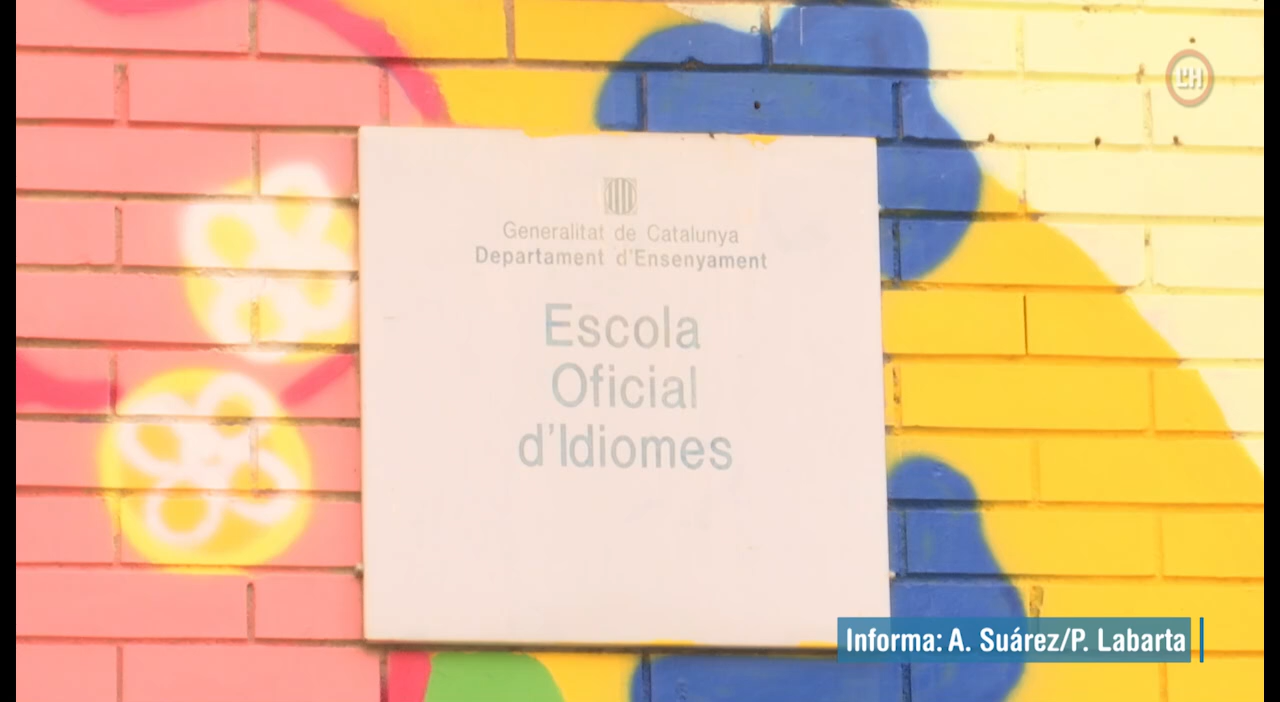 L'H
Generalitat de Catalunya
Departament d'Ensenyament
Escola
Oficial
d'Idiomes
Informa: A. Suárez/P. Labarta